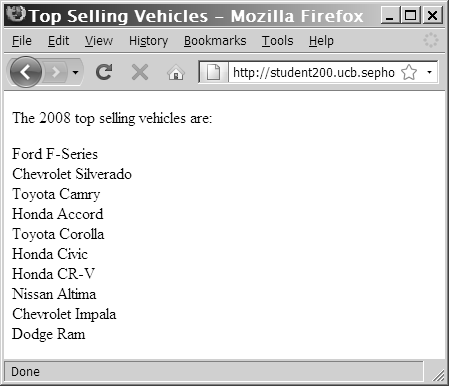 Top Selling Vehicles – Mozilla Firefox
File Edit View History Bookmarks Tools Help
http://student200.ucb.sepho
The 2008 top selling vehicles are:
Ford F-Series
Chevrolet Silverado
Toyota Camry
Honda Accord
Toyota Corolla
Honda Civic
Honda CR-V
Nissan Altima
Chevrolet Impala
Dodge Ram
Done